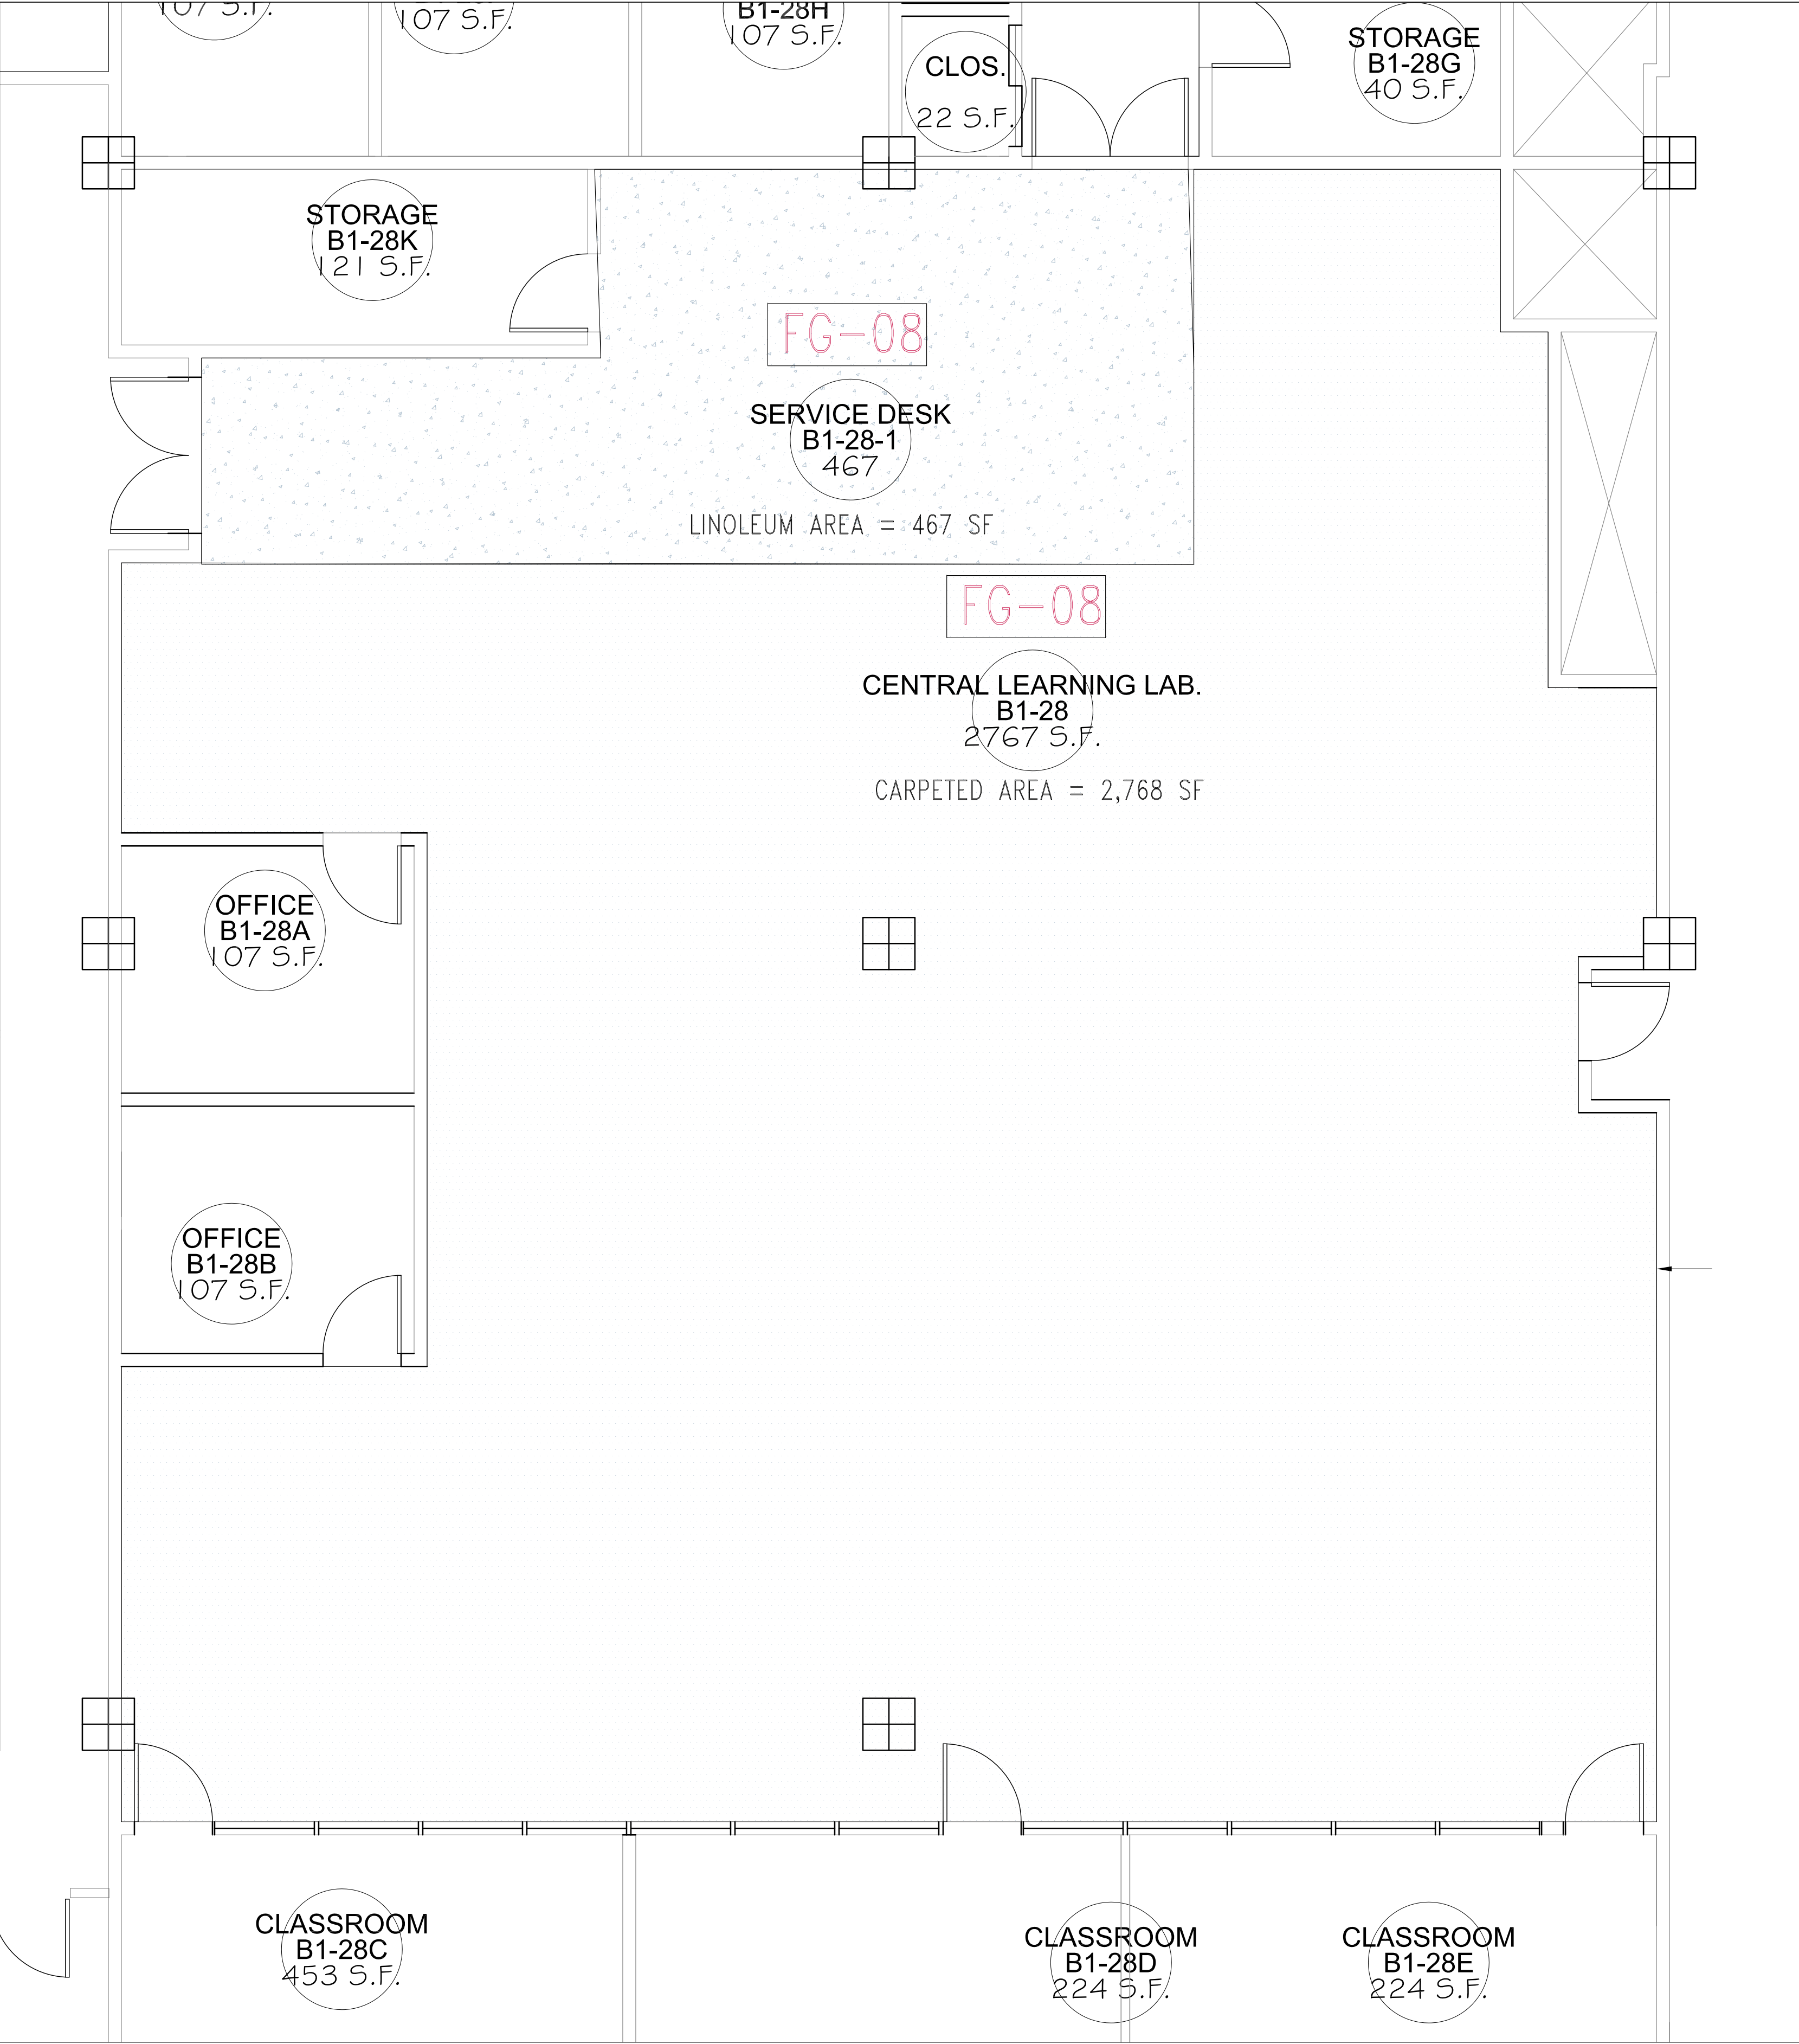 107 S.F.
107 S.F.
B1-28H
107 S.F.
CLOS.
22 S.F.
STORAGE
B1-28G
40 S.F.
STORAGE
B1-28K
121 S.F.
FG-08
SERVICE DESK
B1-28-1
467
LINOLEUM AREA = 467 SF
FG-08
CENTRAL LEARNING LAB.
B1-28
2767 S.F.
CARPETED AREA = 2,768 SF
OFFICE
B1-28A
107 S.F.
OFFICE
B1-28B
107 S.F.
CLASSROOM
B1-28C
453 S.F.
CLASSROOM
B1-28D
224 S.F.
CLASSROOM
B1-28E
224 S.F.